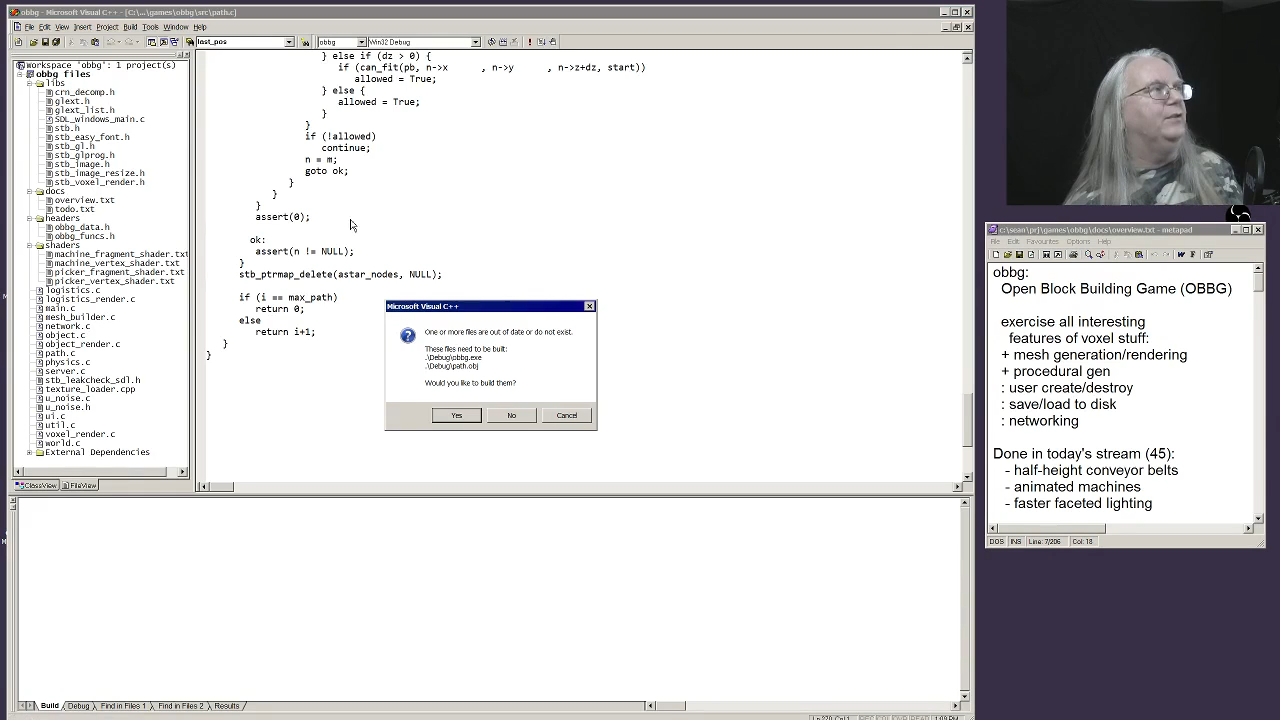 obbg - Microsoft Visual C++ - [C:\...\games\obbg\src\path.c]
File Edit View Insert Project Build Tools Window Help
last_pos obbg Win32 Debug
Workspace 'obbg': 1 project(s)
obbg files
libs
crn_decomp.h
glext.h
glext_list.h
SDL_windows_main.c
stb.h
stb_easy_font.h
stb_gl.h
stb_glprog.h
stb_image.h
stb_image_resize.h
stb_voxel_render.h
docs
overview.txt
todo.txt
headers
obbg_data.h
obbg_funcs.h
shaders
machine_fragment_shader.txt
machine_vertex_shader.txt
picker_fragment_shader.txt
picker_vertex_shader.txt
logistics.c
logistics_render.c
main.c
mesh_builder.c
network.c
object.c
object_render.c
path.c
physics.c
server.c
stb_leakcheck_sdl.h
texture_loader.cpp
u_noise.c
u_noise.h
ui.c
util.c
voxel_render.c
world.c
External Dependencies
ClassView FileView
} else if (dz > 0) {
if (can_fit(pb, n->x     , n->y     , n->z+dz, start))
allowed = True;
} else {
allowed = True;
}
}
if (!allowed)
continue;
n = m;
goto ok;
}
}
}
assert(0);
ok:
assert(n != NULL);
}
stb_ptrmap_delete(astar_nodes, NULL);
if (i == max_path)
return 0;
else
return i+1;
}
}
Microsoft Visual C++
One or more files are out of date or do not exist.
These files need to be built:
.\Debug\obbg.exe
.\Debug\path.obj
Would you like to build them?
Yes No Cancel
Build Debug Find in Files 1 Find in Files 2 Results
c:\sean\prj\games\obbg\docs\overview.txt - metapad
File Edit Favourites Options Help
obbg:
Open Block Building Game (OBBG)
exercise all interesting
features of voxel stuff:
+ mesh generation/rendering
+ procedural gen
: user create/destroy
: save/load to disk
: networking
Done in today's stream (45):
- half-height conveyor belts
- animated machines
- faster faceted lighting
DOS INS Line: 7/206 Col: 18